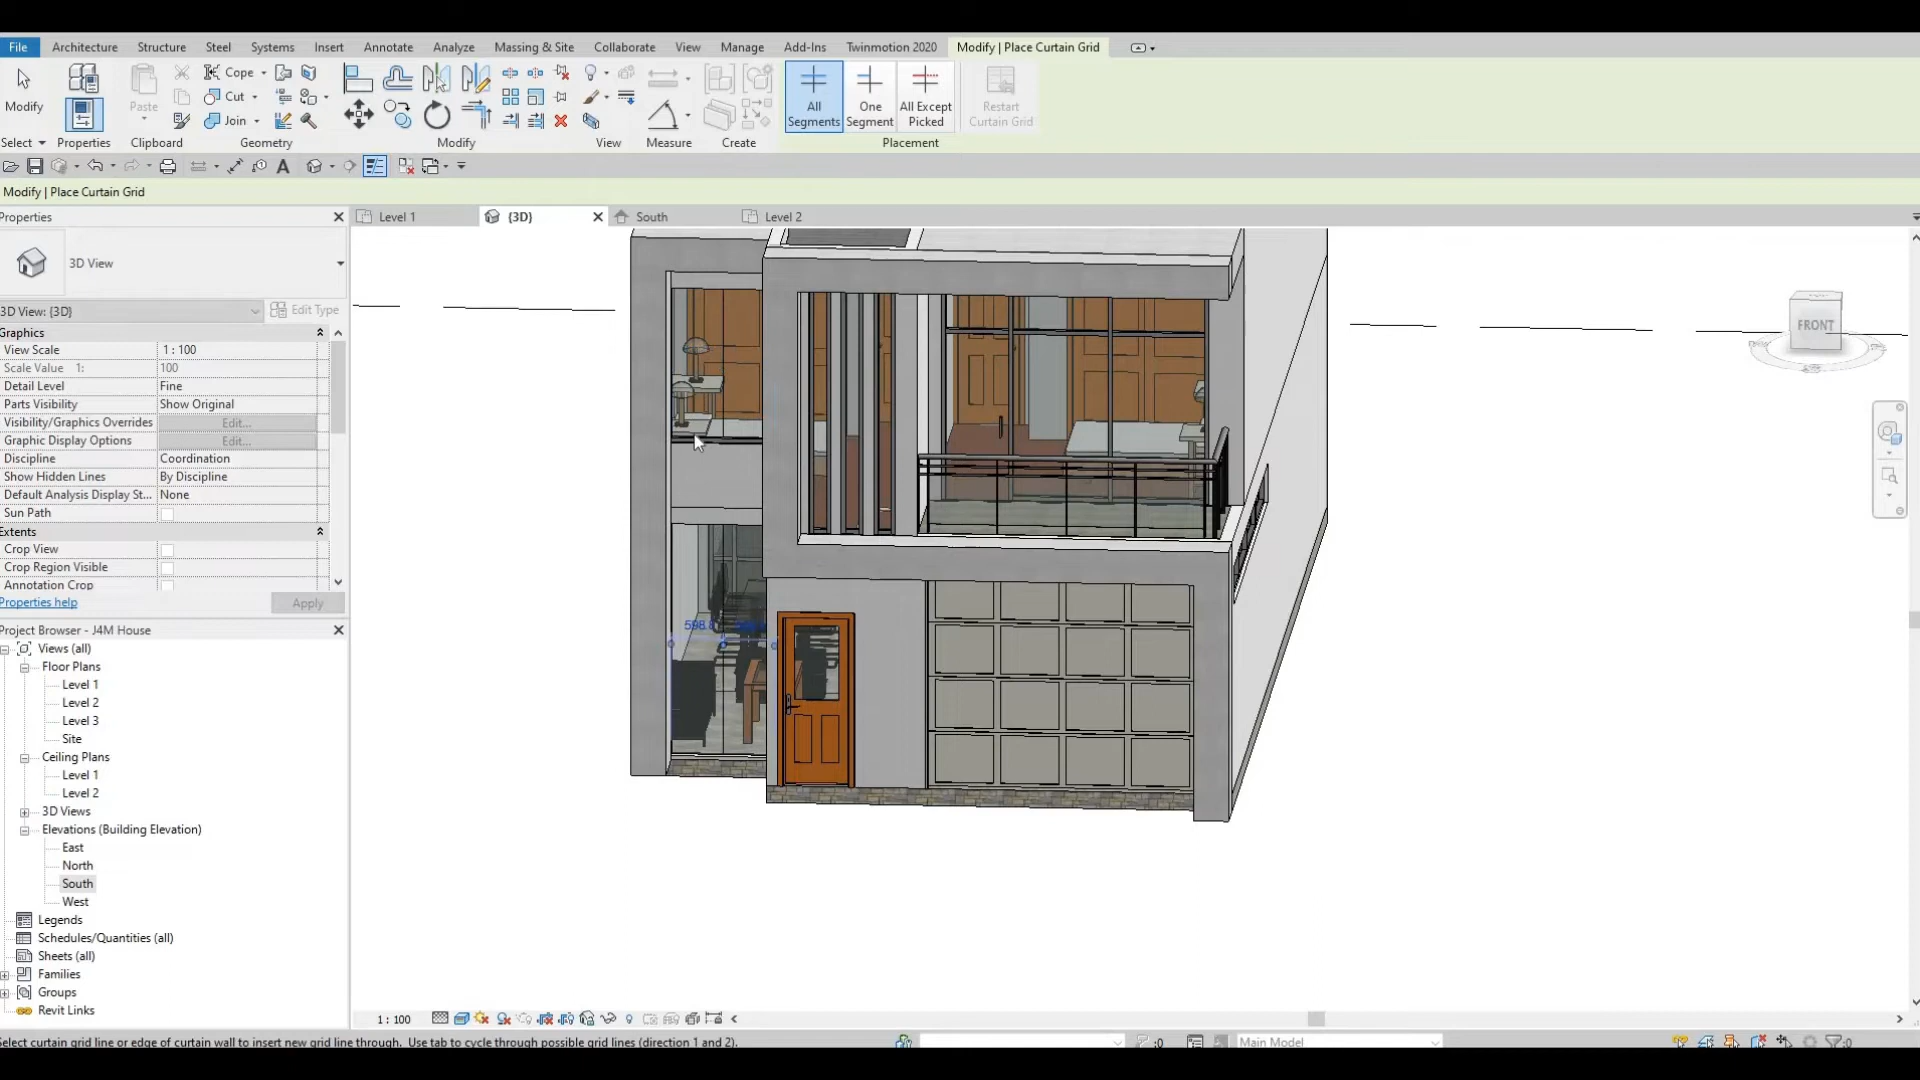 File Architecture Structure Steel Systems Insert Annotate Analyze Massing & Site Collaborate View Manage Add-Ins Twinmotion 2020 Modify | Place Curtain Grid
Modify
Paste
Cope
Cut
Join
All Segments
One Segment
All Except Picked
Restart Curtain Grid
Select Properties Clipboard Geometry Modify View Measure Create Placement
Modify | Place Curtain Grid
Properties
Level 1 {3D} South Level 2
3D View
3D View: {3D} Edit Type
Graphics
View Scale 1 : 100
Scale Value 1: 100
Detail Level Fine
Parts Visibility Show Original
Visibility/Graphics Overrides Edit...
Graphic Display Options Edit...
Discipline Coordination
Show Hidden Lines By Discipline
Default Analysis Display St... None
Sun Path
Extents
Crop View
Crop Region Visible
Annotation Crop
Properties help Apply
FRONT
Project Browser - J4M House
Views (all)
Floor Plans
Level 1
Level 2
Level 3
Site
Ceiling Plans
Level 1
Level 2
3D Views
Elevations (Building Elevation)
East
North
South
West
Legends
Schedules/Quantities (all)
Sheets (all)
Families
Groups
Revit Links
1 : 100
Select curtain grid line or edge of curtain wall to insert new grid line through. Use tab to cycle through possible grid lines (direction 1 and 2).
:0
Main Model
:0